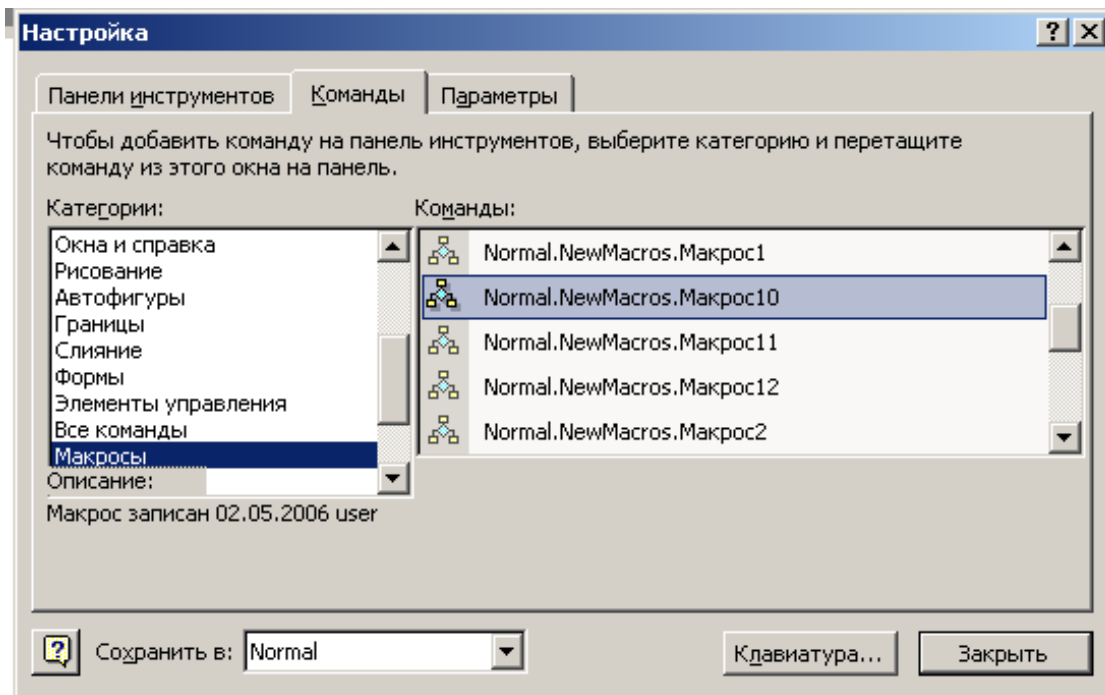 Настройка
Панели инструментов
Команды
Параметры
Чтобы добавить команду на панель инструментов, выберите категорию и перетащите
команду из этого окна на панель.
Категории:
Команды:
Окна и справка
Рисование
Автофигуры
Границы
Слияние
Формы
Элементы управления
Все команды
Макросы
Normal.NewMacros.Макрос1
Normal.NewMacros.Макрос10
Normal.NewMacros.Макрос11
Normal.NewMacros.Макрос12
Normal.NewMacros.Макрос2
Описание:
Макрос записан 02.05.2006 user
Сохранить в:
Normal
Клавиатура...
Закрыть